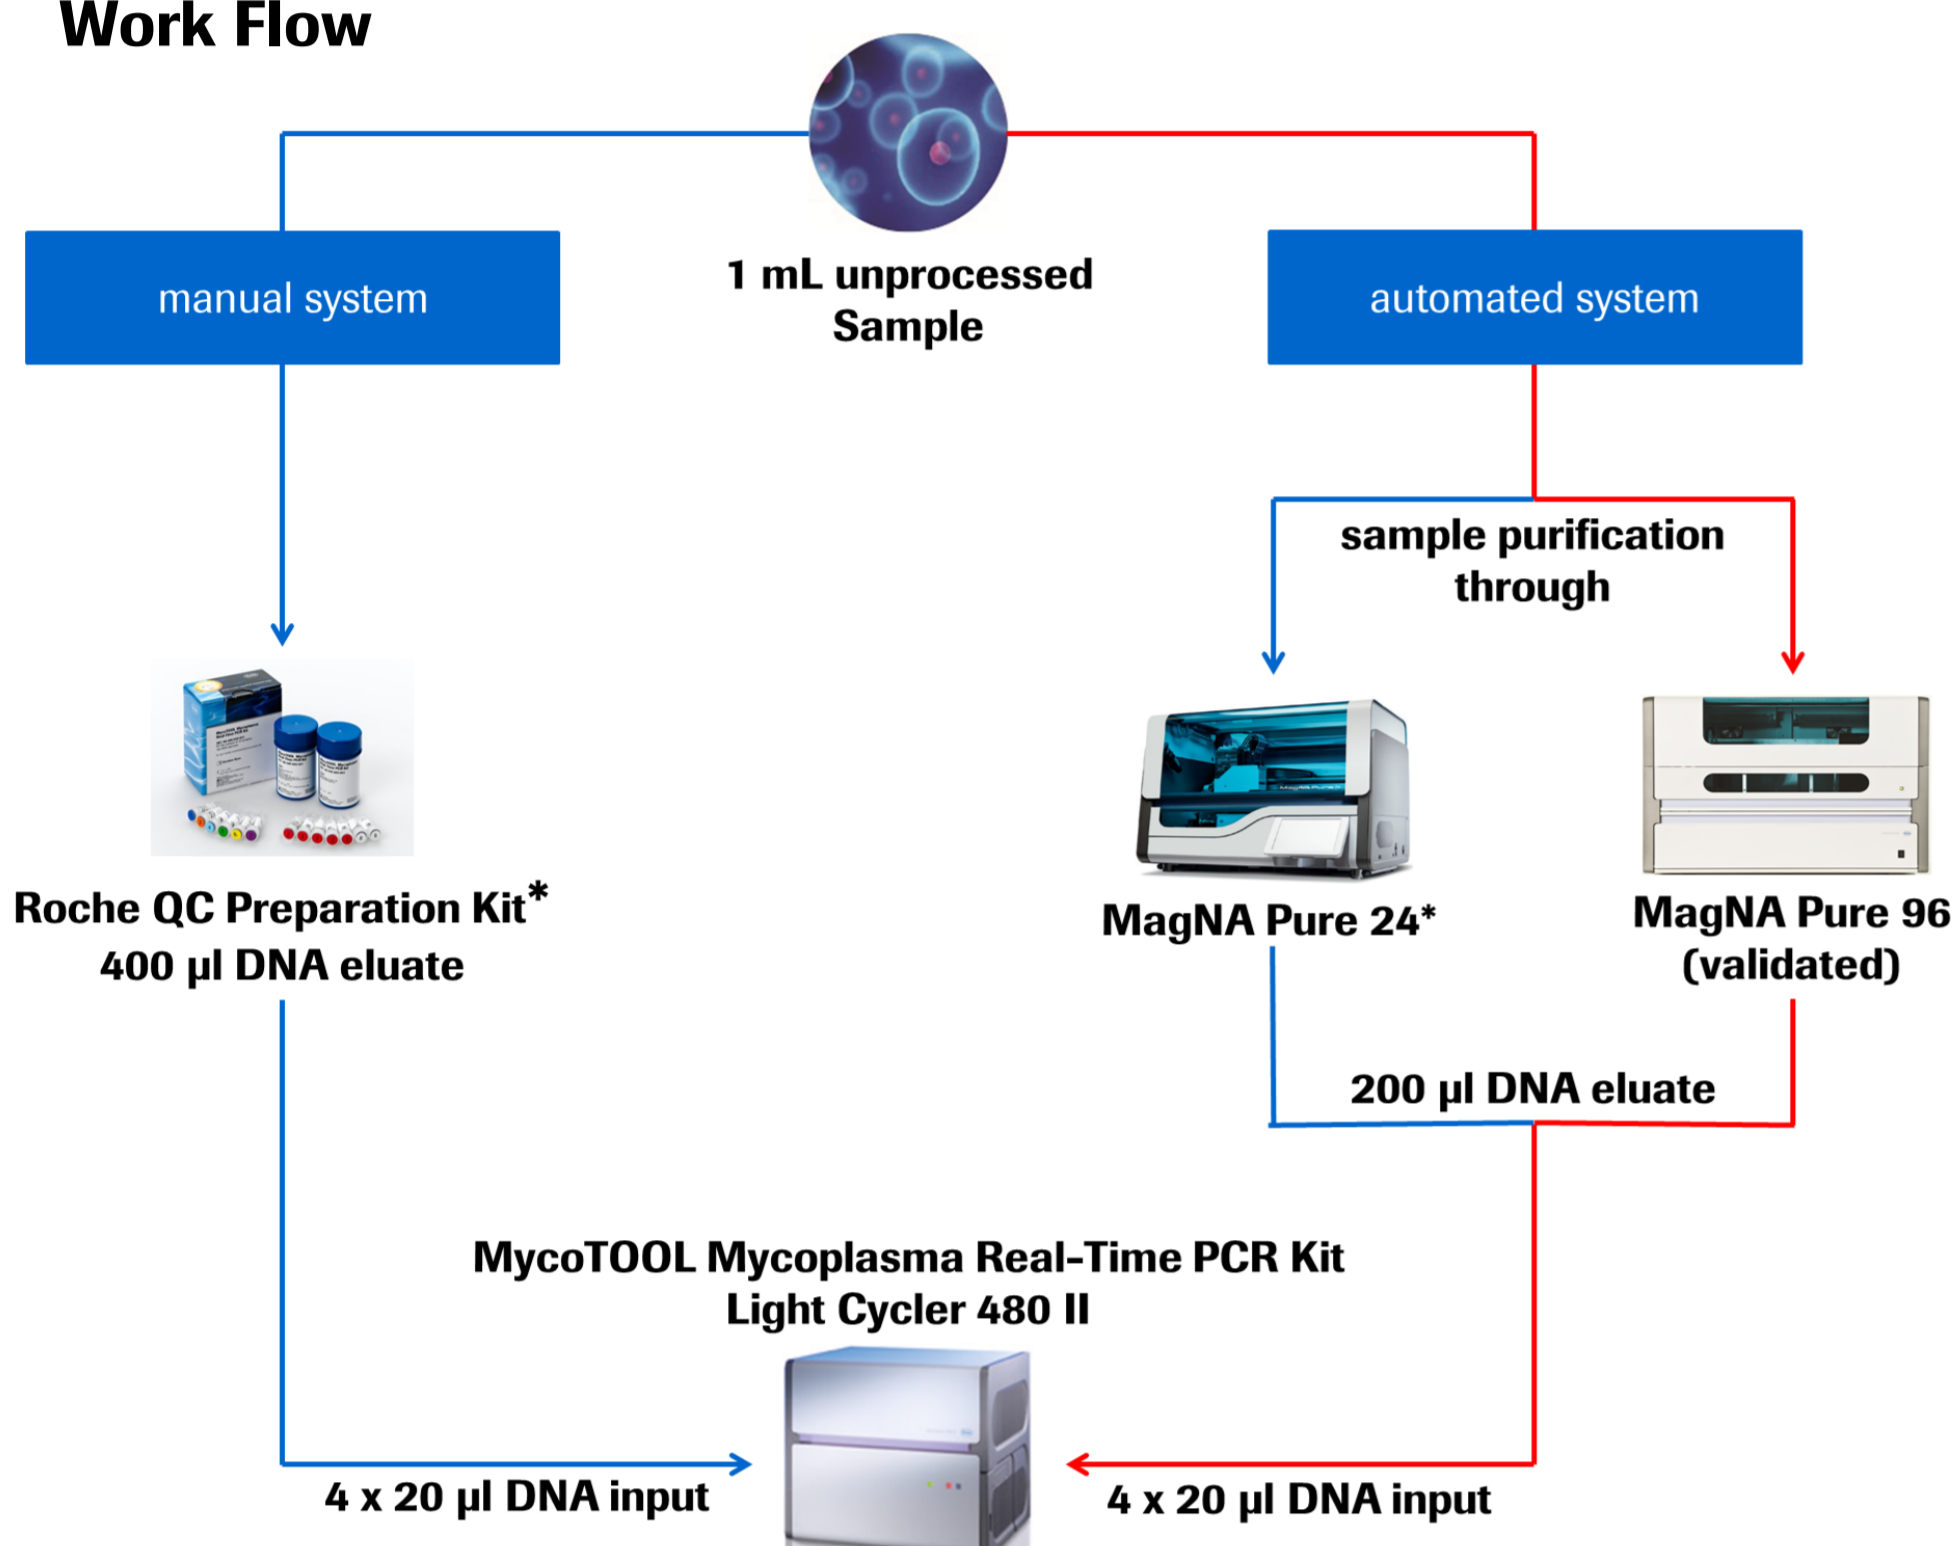 Work Flow
1 mL unprocessed
Sample
manual system
automated system
sample purification
through
Roche QC Preparation Kit*
400 µl DNA eluate
MagNA Pure 24*
MagNA Pure 96
(validated)
200 µl DNA eluate
MycoTOOL Mycoplasma Real-Time PCR Kit
Light Cycler 480 II
4 x 20 µl DNA input
4 x 20 µl DNA input